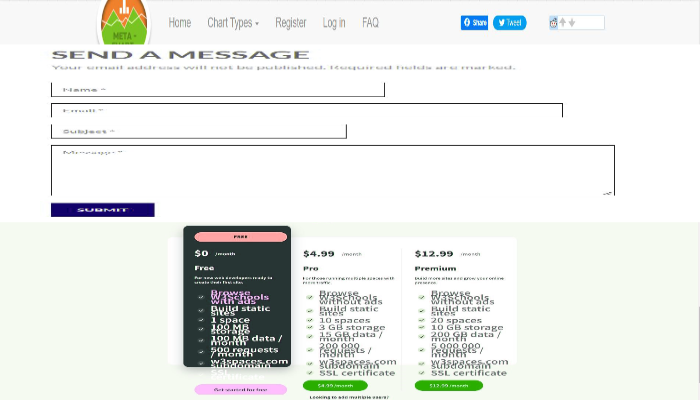 Home Chart Types Register Log in FAQ
Share Tweet
META -
SEND A MESSAGE
Your email address will not be published. Required fields are marked.
Name *
Email *
Subject *
Message *
SUBMIT
FREE
$0 /month
Free
For new web developers ready to
create their first site.
Browse
W3Schools
with ads
Build static
sites
1 space
100 MB
storage
100 MB data /
month
500 requests
/ month
w3spaces.com
subdomain
SSL
Get started for free
$4.99 /month
Pro
For those running multiple spaces with
more traffic.
Browse
W3Schools
without ads
Build static
sites
10 spaces
3 GB storage
15 GB data /
month
200 000
requests /
month
w3spaces.com
subdomain
SSL certificate
$4.99/month
$12.99 /month
Premium
Build more sites and grow your online
presence.
Browse
W3Schools
without ads
Build static
sites
20 spaces
10 GB storage
200 GB data /
month
5 000 000
requests /
month
w3spaces.com
subdomain
SSL certificate
$12.99/month
Looking to add multiple users?